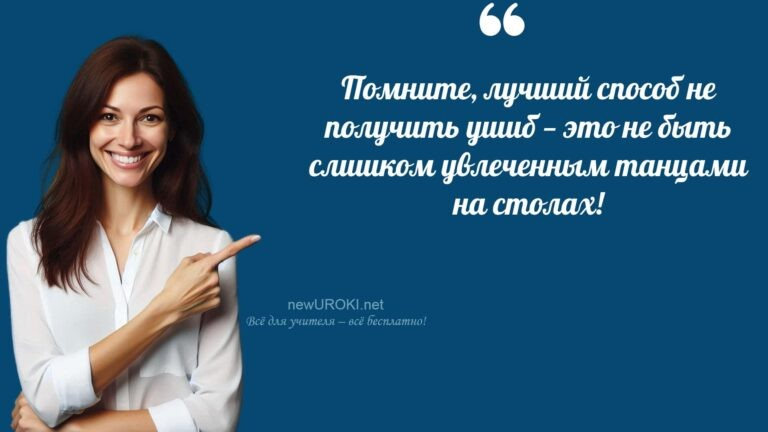 Помните, лучший способ не
получить ушиб – это не быть
слишком увлеченным танцами
на столах!
newUROKI.net
Всё для учителя – всё бесплатно!